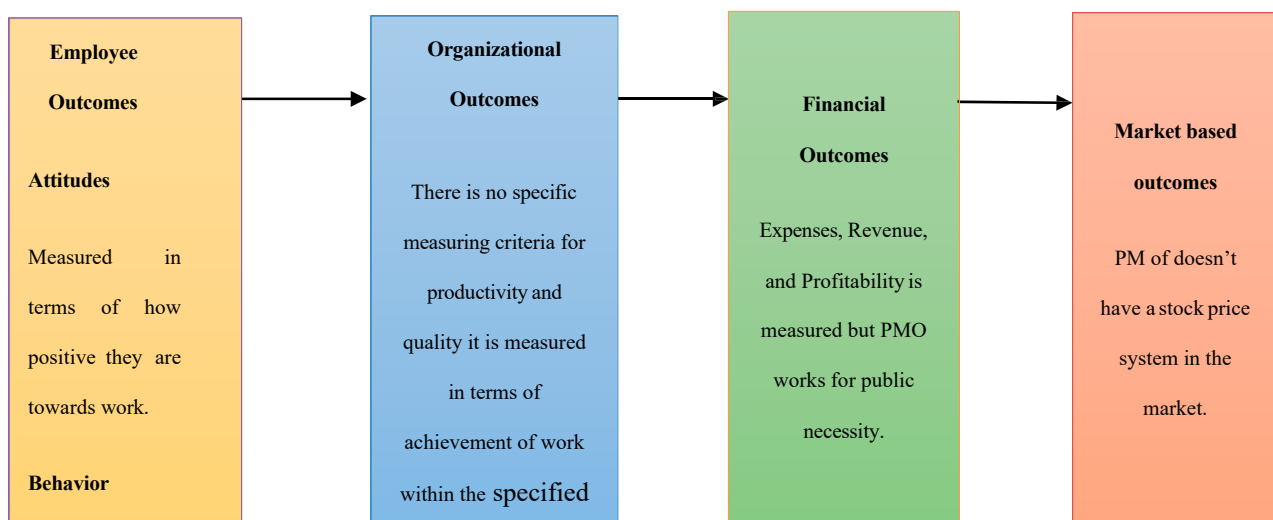 Employee
Outcomes
Attitudes
Measured in
terms of how
positive they are
towards work.
Behavior
Organizational
Outcomes
There is no specific
measuring criteria for
productivity and
quality it is measured
in terms of
achievement of work
within the specified
Financial
Outcomes
Expenses, Revenue,
and Profitability is
measured but PMO
works for public
necessity.
Market based
outcomes
PM of doesn’t
have a stock price
system in the
market.